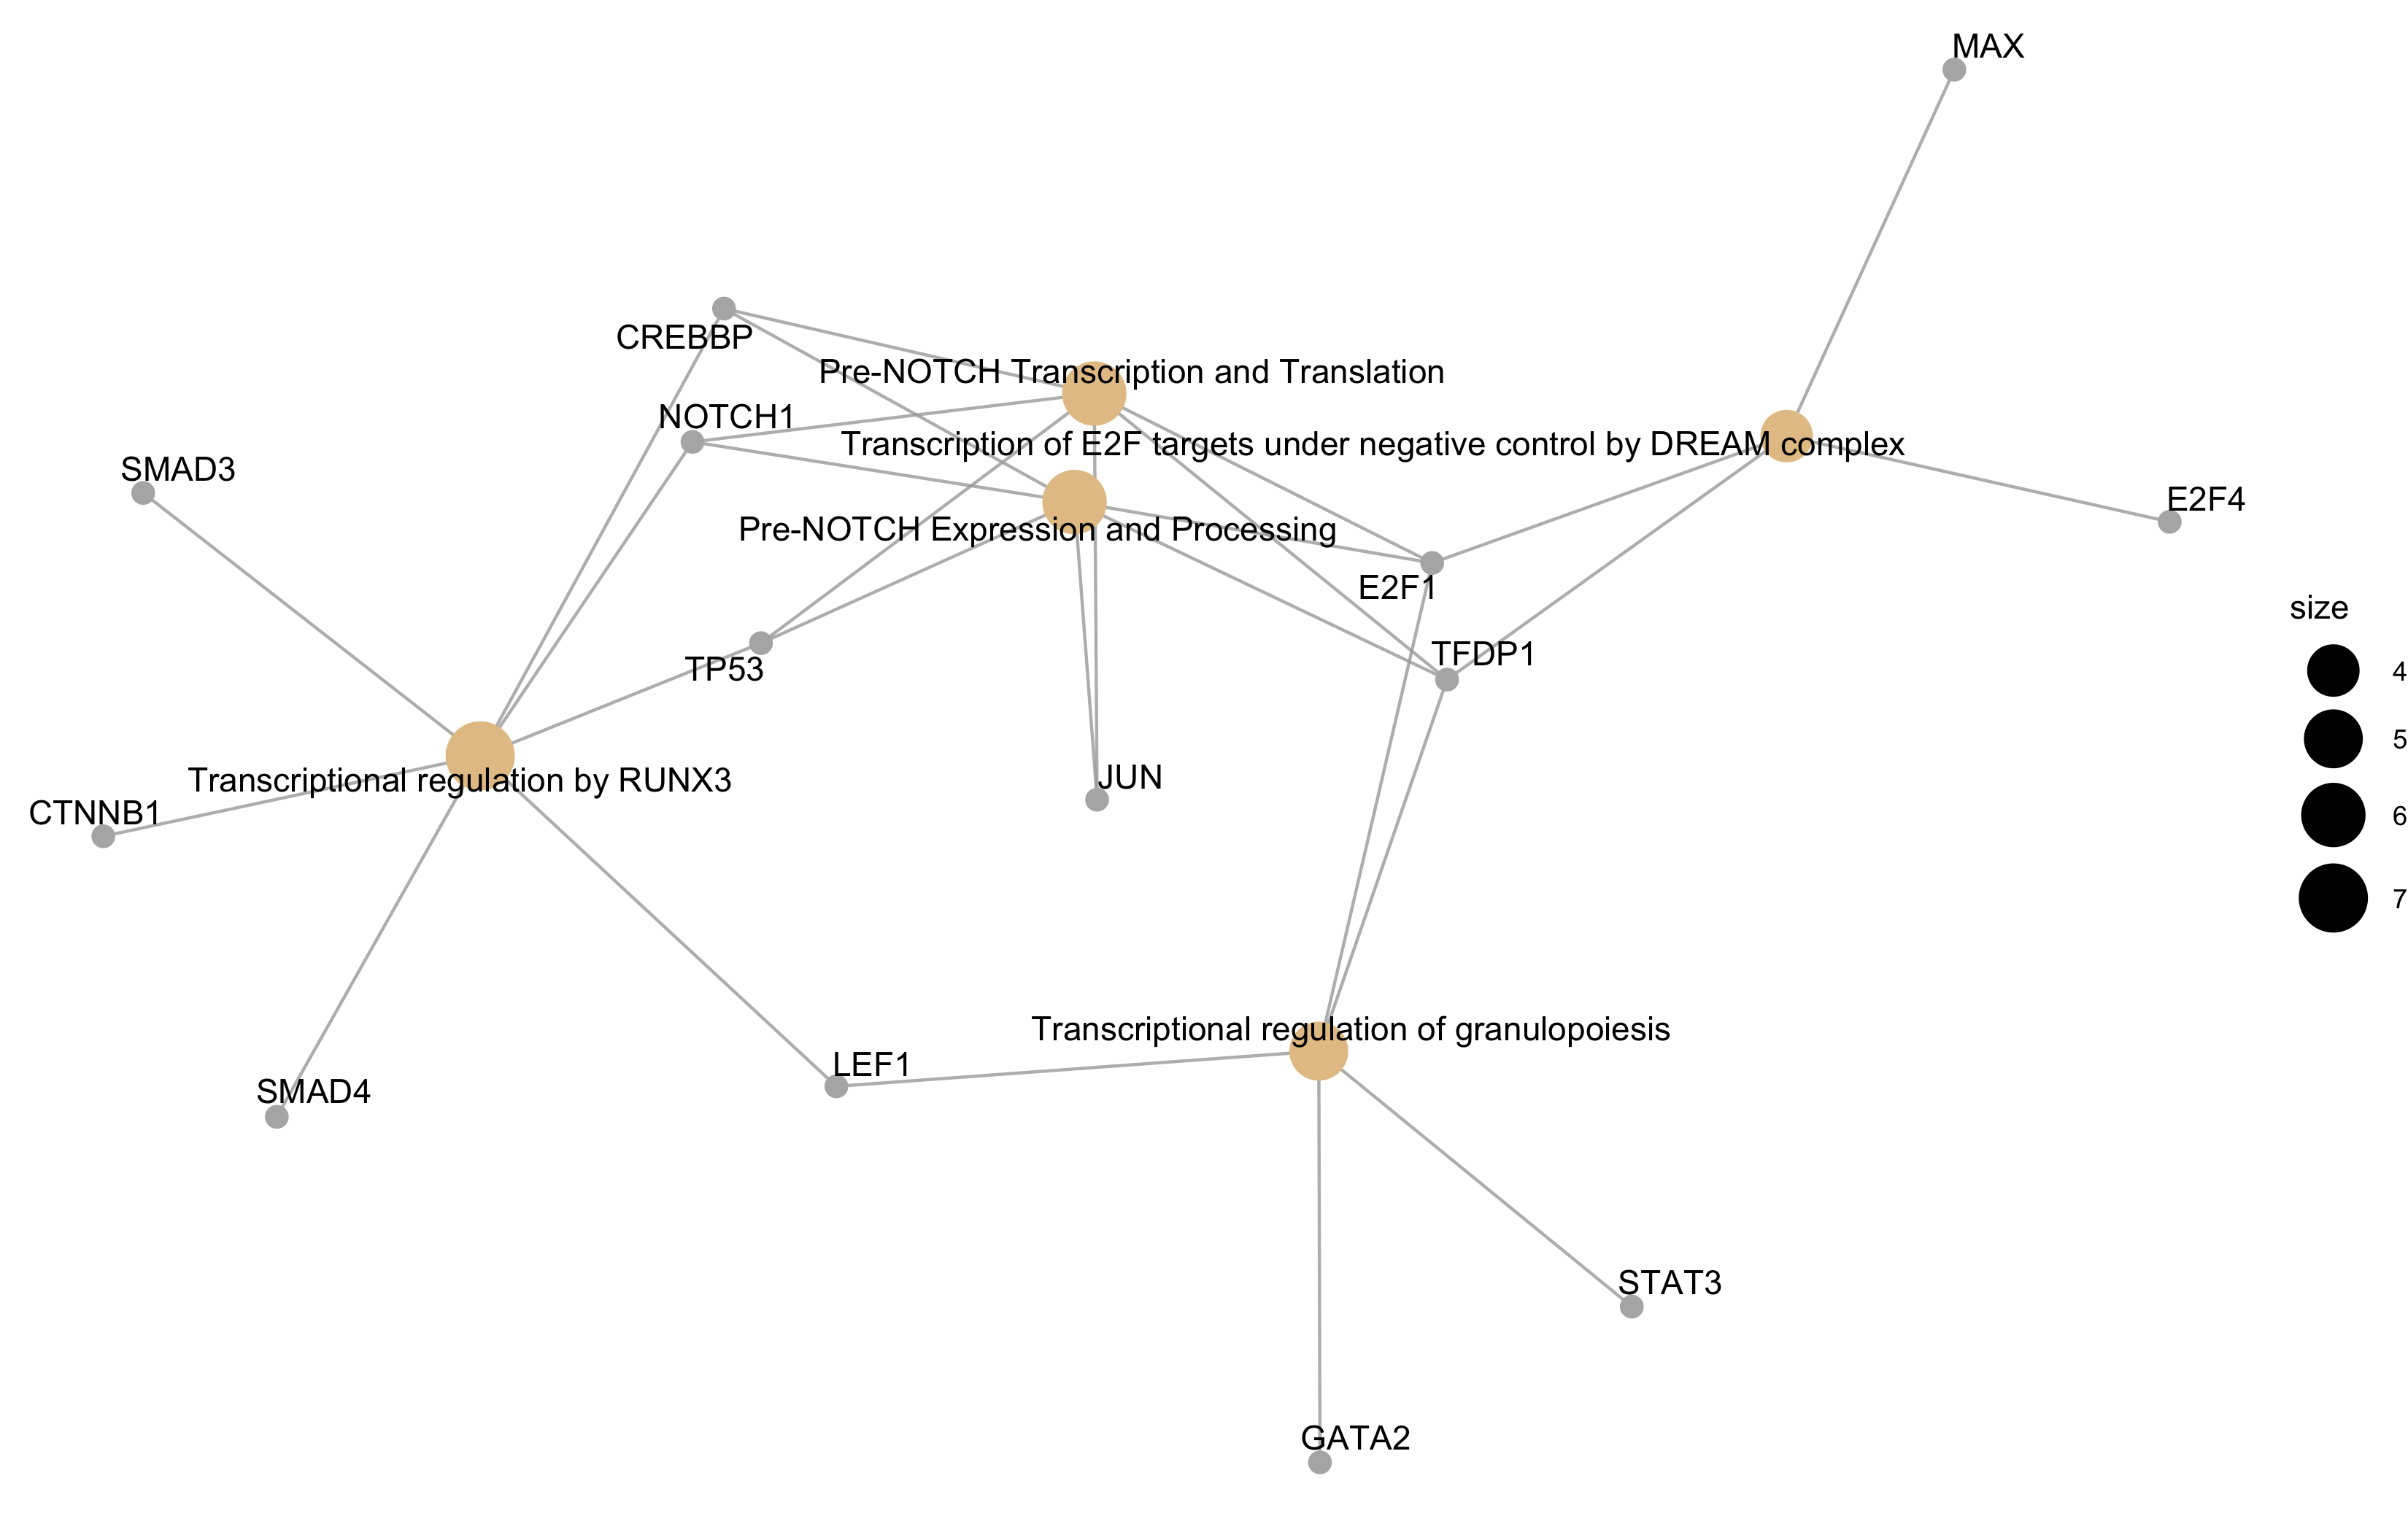 MAX
CREBBP
Pre-NOTCH Transcription and Translation
NOTCH1
Transcription of E2F targets under negative control by DREAM complex
SMAD3
E2F4
Pre-NOTCH Expression and Processing
E2F1
size
TFDP1
TP53
4
5
JUN
Transcriptional regulation by RUNX3
CTNNB1
6
7
Transcriptional regulation of granulopoiesis
LEF1
SMAD4
STAT3
GATA2